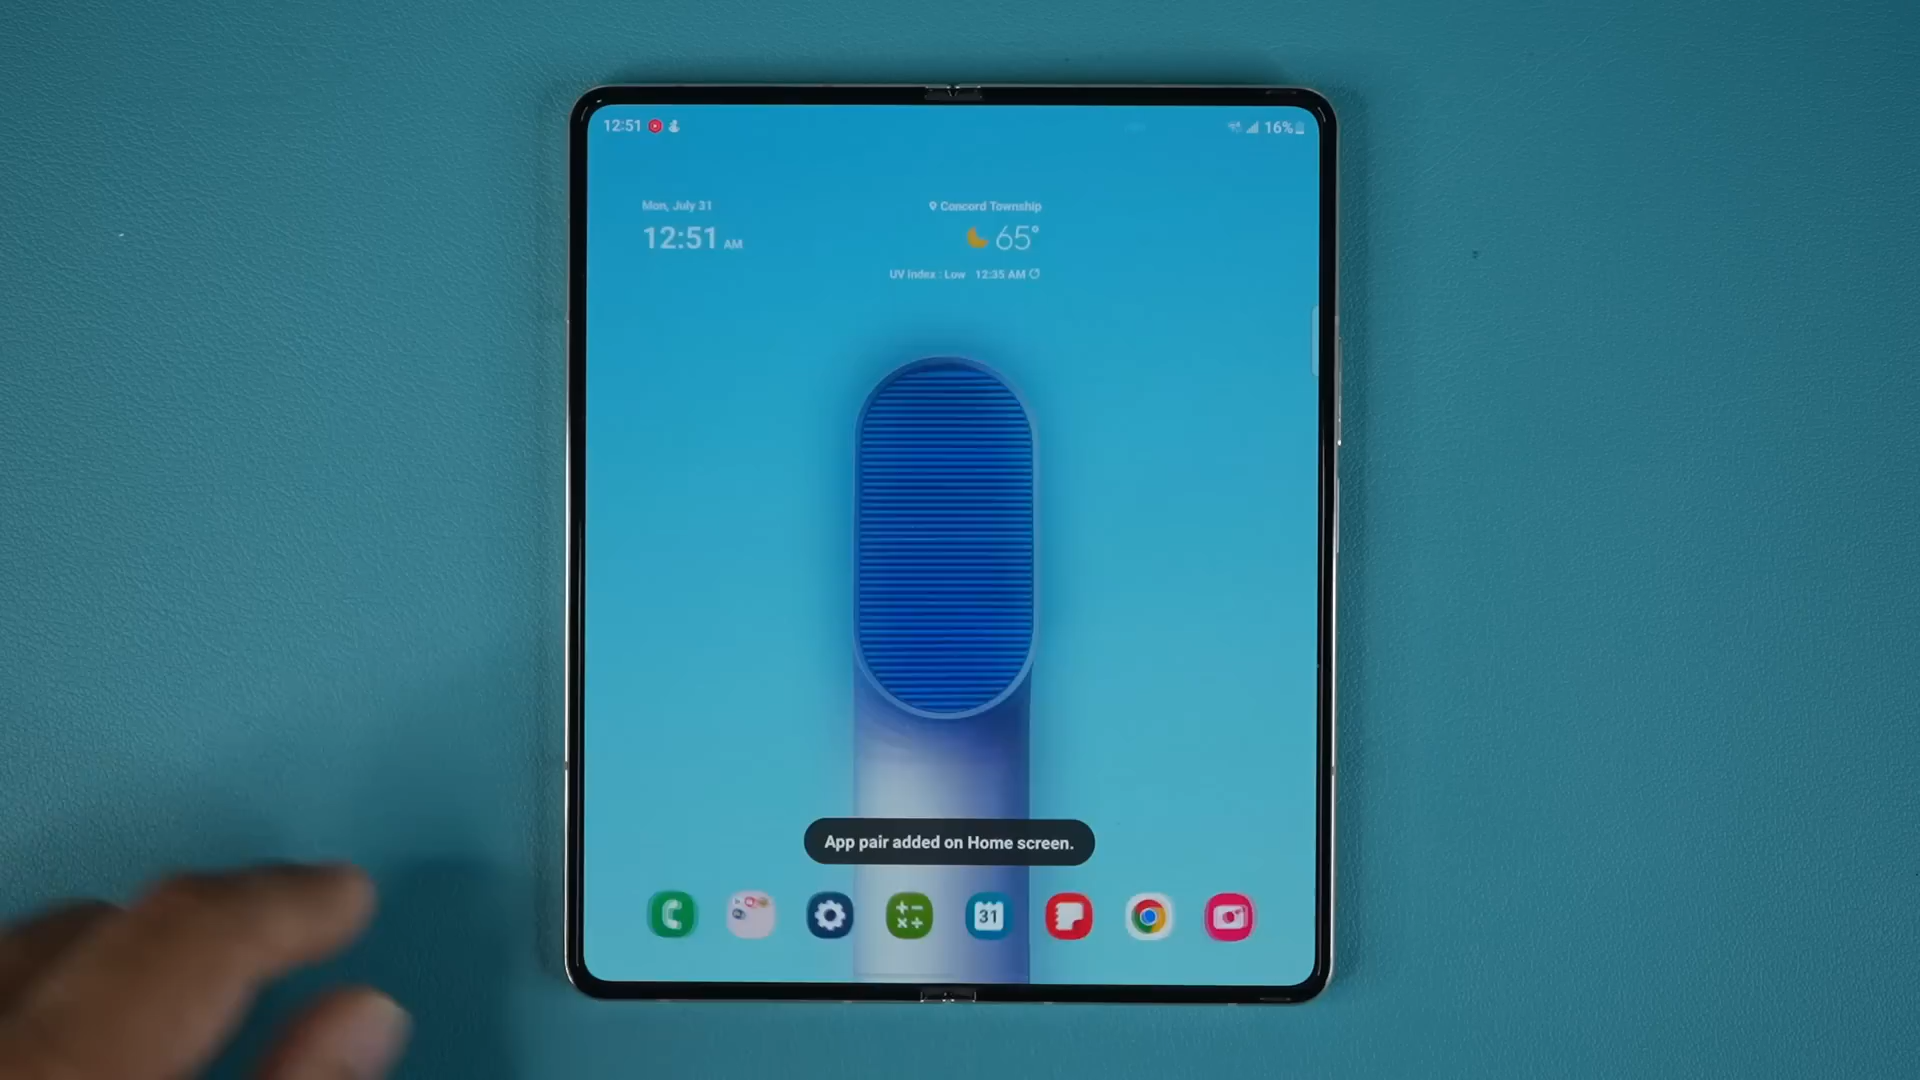 12:51
16%
Mon, July 31
12:51 AM
Concord Township
65°
UV index : Low 12:35 AM
App pair added on Home screen.
31